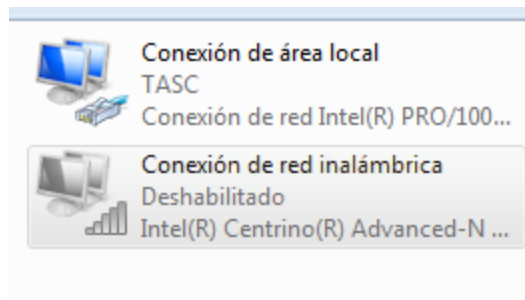 Conexión de área local
TASC
Conexión de red Intel(R) PRO/100...
Conexión de red inalámbrica
Deshabilitado
Intel(R) Centrino(R) Advanced-N ...